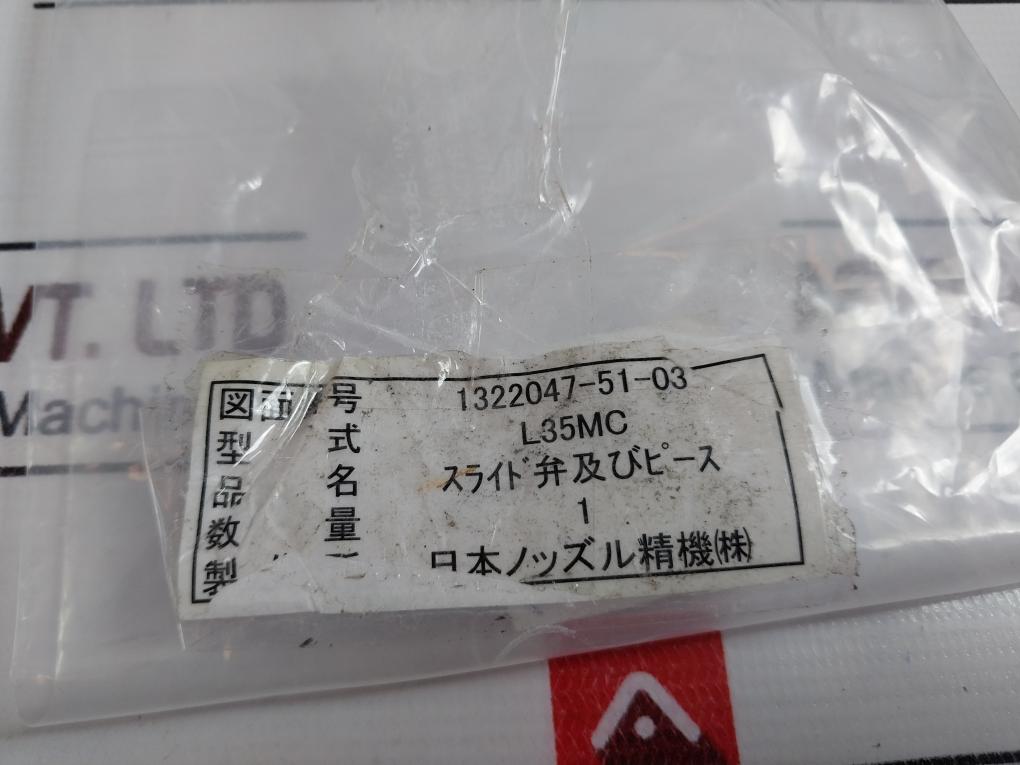 VT. LTD
Machin
図面番号 1322047-51-03
型式 L35MC
品名 スライド弁及びピース
数量 1
製 日本ノッズル精機㈱